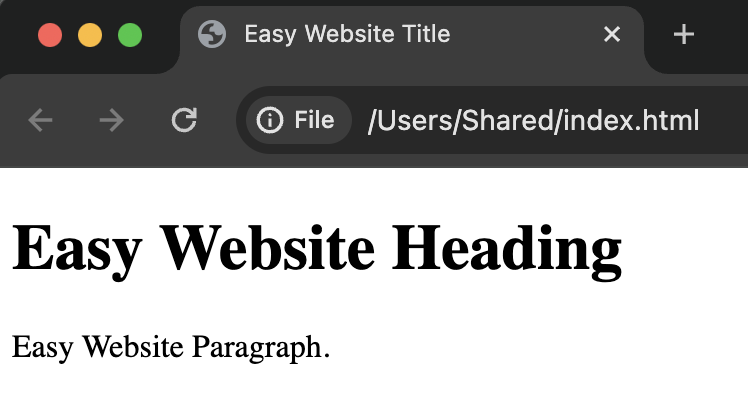 Easy Website Title
File /Users/Shared/index.html
Easy Website Heading
Easy Website Paragraph.